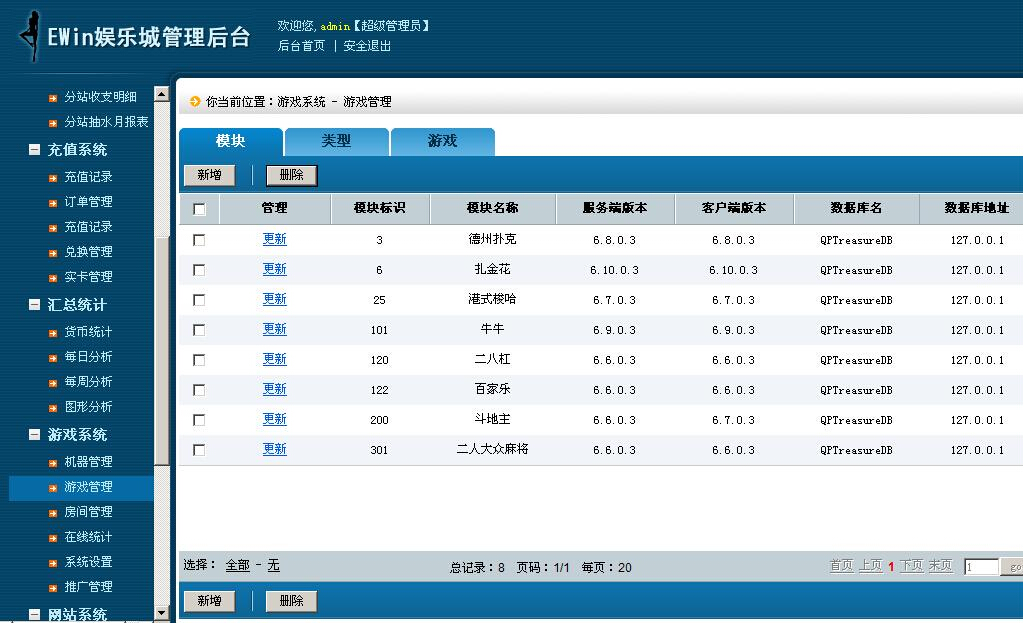 EWin娱乐城管理后台
欢迎您,admin【超级管理员】
后台首页 | 安全退出
分站收支明细
分站抽水月报表
充值系统
充值记录
订单管理
充值记录
兑换管理
实卡管理
汇总统计
货币统计
每日分析
每周分析
图形分析
游戏系统
机器管理
游戏管理
房间管理
在线统计
系统设置
推广管理
网站系统
你当前位置：游戏系统 - 游戏管理
模块 类型 游戏
新增 删除
管理 模块标识 模块名称 服务端版本 客户端版本 数据库名 数据库地址
更新 3 德州扑克 6.8.0.3 6.8.0.3 QPTreasureDB 127.0.0.1
更新 6 扎金花 6.10.0.3 6.10.0.3 QPTreasureDB 127.0.0.1
更新 25 港式梭哈 6.7.0.3 6.7.0.3 QPTreasureDB 127.0.0.1
更新 101 牛牛 6.9.0.3 6.9.0.3 QPTreasureDB 127.0.0.1
更新 120 二八杠 6.6.0.3 6.6.0.3 QPTreasureDB 127.0.0.1
更新 122 百家乐 6.6.0.3 6.6.0.3 QPTreasureDB 127.0.0.1
更新 200 斗地主 6.6.0.3 6.7.0.3 QPTreasureDB 127.0.0.1
更新 301 二人大众麻将 6.6.0.3 6.6.0.3 QPTreasureDB 127.0.0.1
选择： 全部 - 无 总记录：8 页码：1/1 每页：20 首页 上页 1 下页 末页 1 go
新增 删除